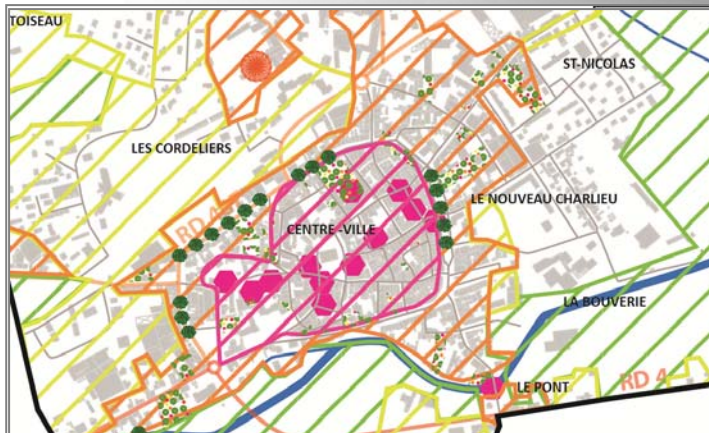 TOISEAU
ST-NICOLAS
LES CORDELIERS
LE NOUVEAU CHARLIEU
RD 4
CENTRE-VILLE
LA BOUVERIE
LE PONT
RD 4